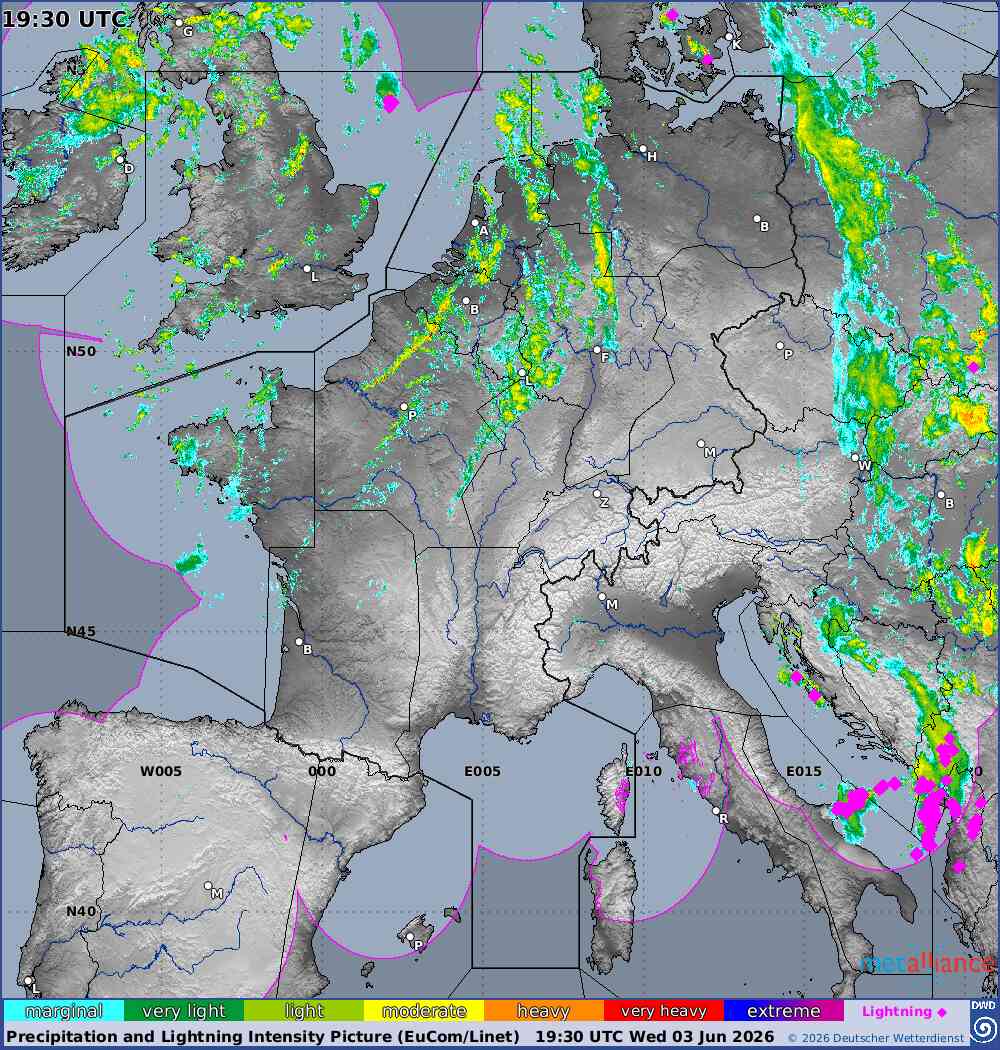 19:30 UTC
G
K
N
D
H
A
B
L
B
N50
F
P
L
P
M
W
Z
B
M
N45
B
W005
000
E005
E010
E015
0
R
M
N40
P
L
metalliance
marginal very light light moderate heavy very heavy extreme Lightning
DWD
Precipitation and Lightning Intensity Picture (EuCom/Linet) 19:30 UTC Wed 03 Jun 2026 © 2026 Deutscher Wetterdienst